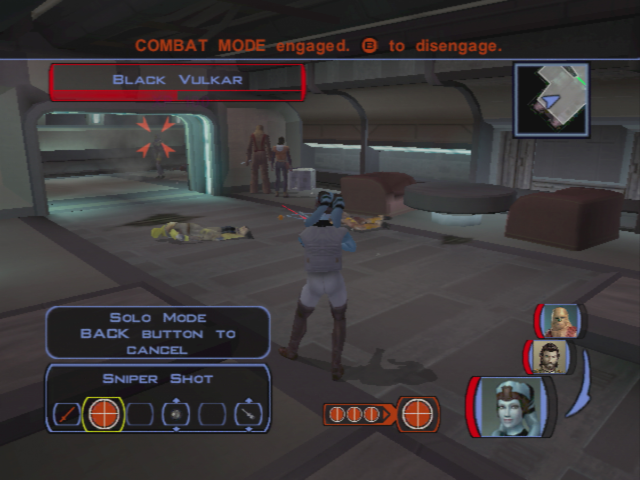 COMBAT MODE engaged. B to disengage.
BLACK VULKAR
SOLO MODE
BACK BUTTON TO
CANCEL
SNIPER SHOT